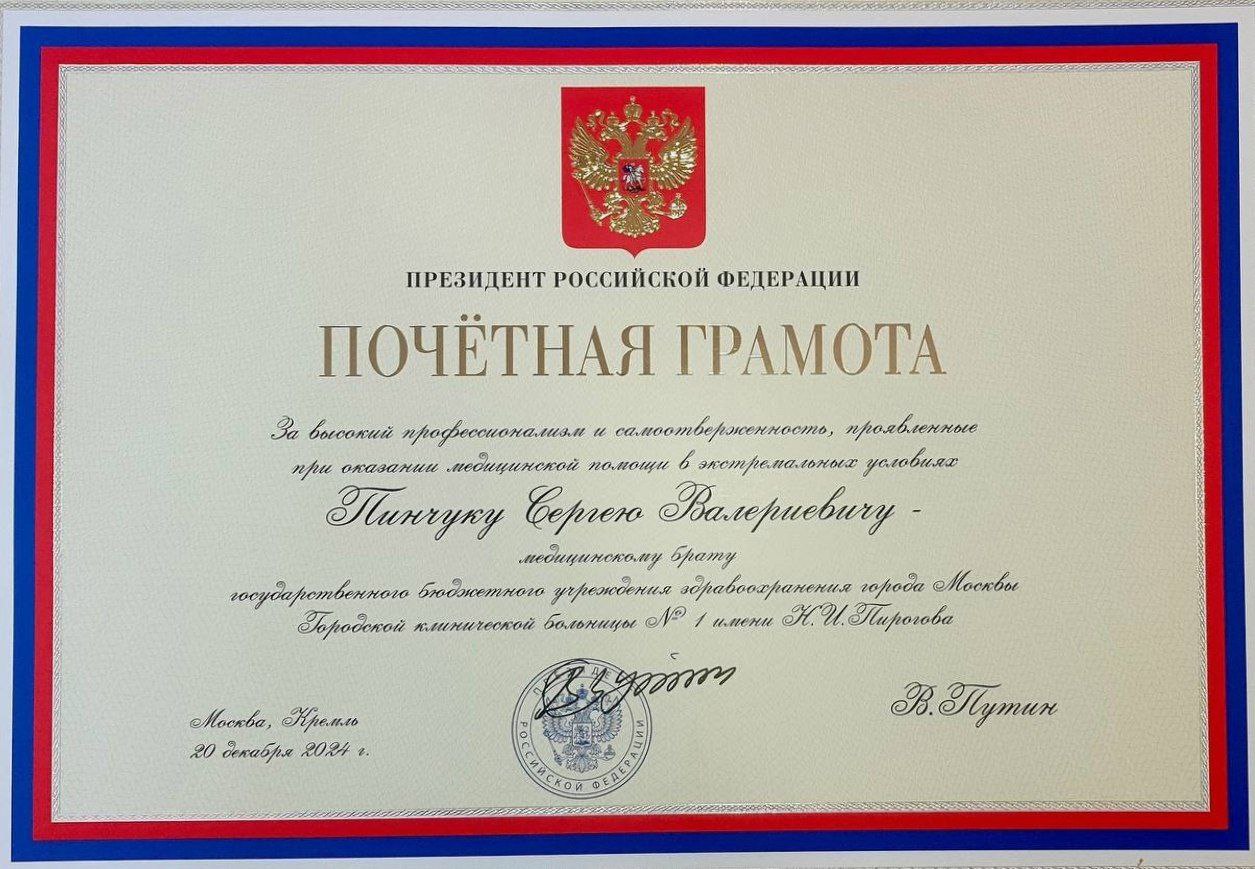 ПРЕЗИДЕНТ РОССИЙСКОЙ ФЕДЕРАЦИИ
ПОЧЁТНАЯ ГРАМОТА
За высокий профессионализм и самоотверженность, проявленные
при оказании медицинской помощи в экстремальных условиях
Пинчуку Сергею Валериевичу -
медицинскому брату
государственного бюджетного учреждения здравоохранения города Москвы
Городской клинической больницы № 1 имени Н.И.Пирогова
В.Путин
Москва, Кремль
20 декабря 2024 г.
РОССИЙСКОЙ ФЕДЕРАЦИИ